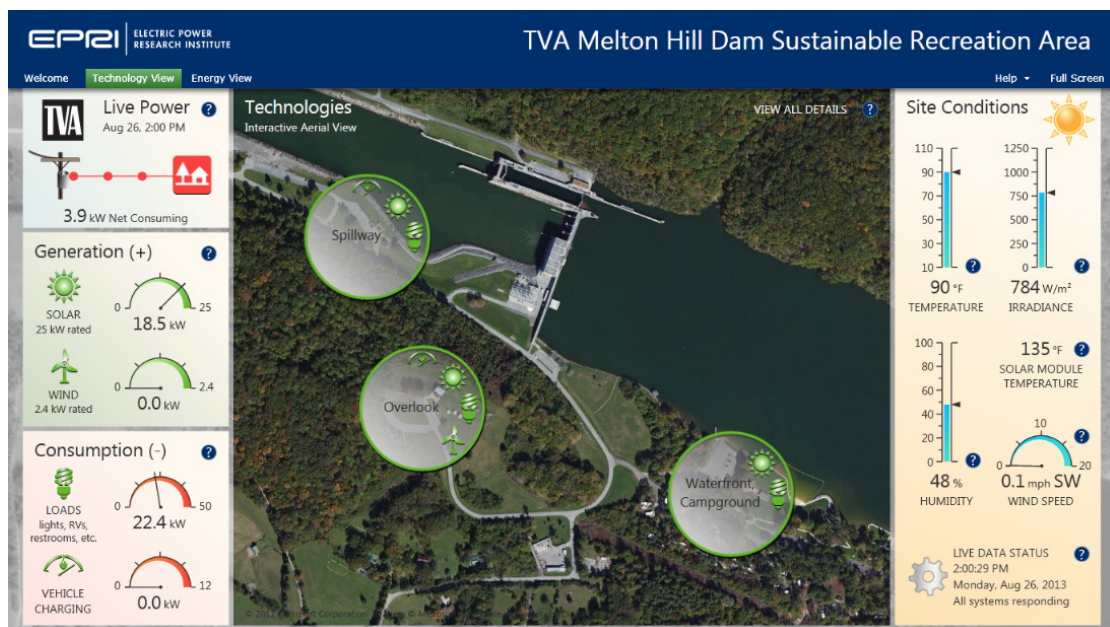 EPRI
ELECTRIC POWER
RESEARCH INSTITUTE
TVA Melton Hill Dam Sustainable Recreation Area
Welcome
Technology View
Energy View
Help
Full Screen
TVA
Live Power
?
Aug 26, 2:00 PM
3.9 kW Net Consuming
Generation (+)
?
SOLAR
25 kW rated
0
25
18.5 kW
WIND
2.4 kW rated
0
2.4
0.0 kW
Consumption (-)
?
LOADS
lights, RVs,
restrooms, etc.
0
50
22.4 kW
VEHICLE
CHARGING
0
12
0.0 kW
Technologies
Interactive Aerial View
VIEW ALL DETAILS
?
Spillway
Overlook
Waterfront,
Campground
© 2012 Microsoft Corporation
Site Conditions
110
90
70
50
30
10
?
90 °F
TEMPERATURE
1250
1000
750
500
250
0
?
784 W/m²
IRRADIANCE
100
80
60
40
20
0
?
48 %
HUMIDITY
135 °F
?
SOLAR MODULE
TEMPERATURE
10
?
0
20
0.1 mph SW
WIND SPEED
LIVE DATA STATUS
?
2:00:29 PM
Monday, Aug 26, 2013
All systems responding